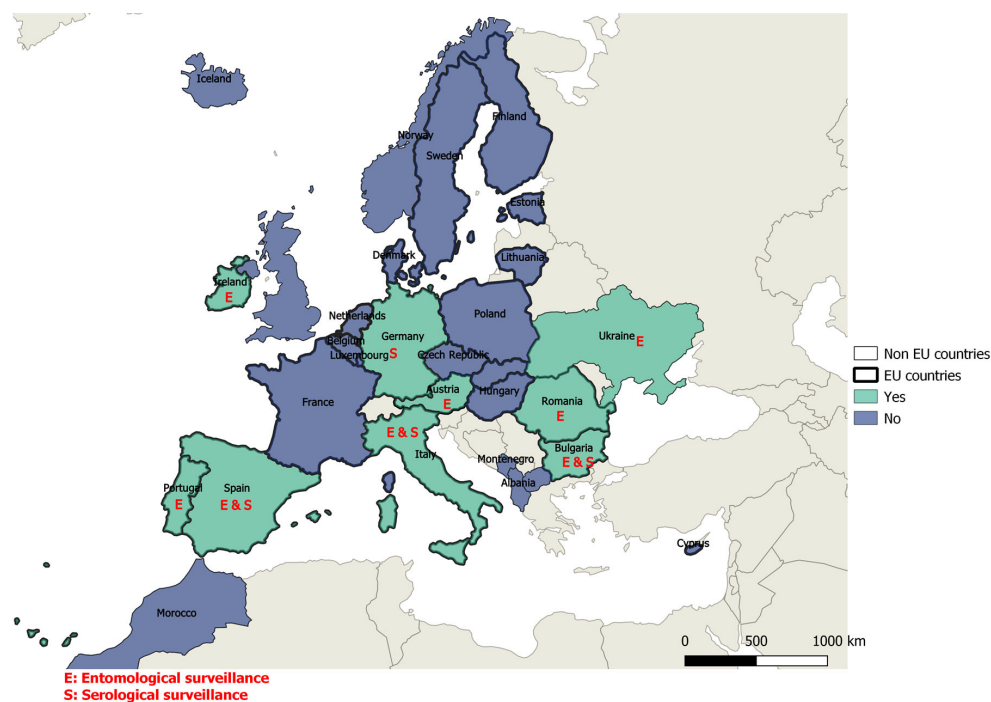 Iceland
Finland
Norway
Sweden
Estonia
Denmark
Lithuania
Ireland
E
Netherlands
Poland
Belgium
Germany
Ukraine E
Luxembourg S
Czech Republic
Non EU countries
EU countries
Yes
No
Austria
E
Hungary
France
Romania
E
E & S
Italy
Bulgaria
E & S
Montenegro
Albania
Portugal
E
Spain
E & S
Cyprus
Morocco
0 500 1000 km
E: Entomological surveillance
S: Serological surveillance